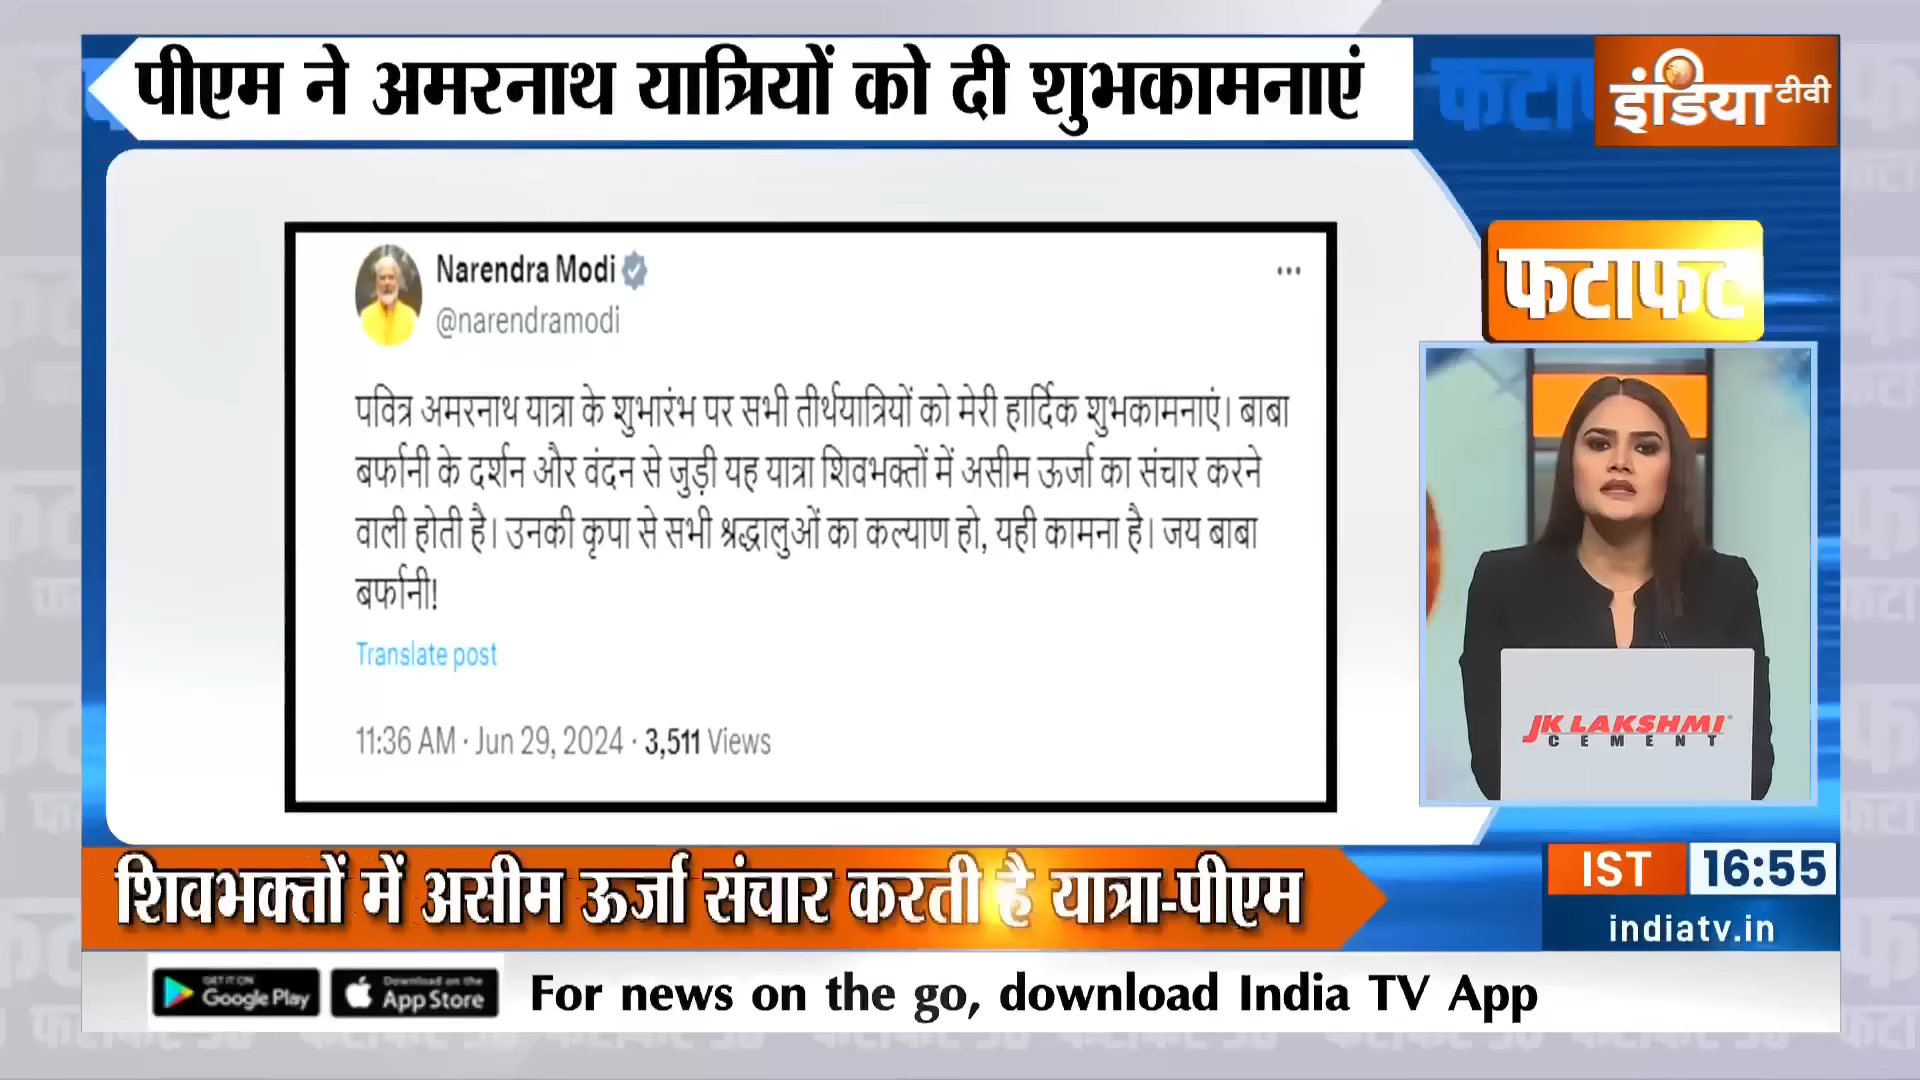 पीएम ने अमरनाथ यात्रियों को दी शुभकामनाएं
इंडिया टीवी
फटाफट
Narendra Modi
@narendramodi
पवित्र अमरनाथ यात्रा के शुभारंभ पर सभी तीर्थयात्रियों को मेरी हार्दिक शुभकामनाएं। बाबा
बर्फानी के दर्शन और वंदन से जुड़ी यह यात्रा शिवभक्तों में असीम ऊर्जा का संचार करने
वाली होती है। उनकी कृपा से सभी श्रद्धालुओं का कल्याण हो, यही कामना है। जय बाबा
बर्फानी!
Translate post
11:36 AM · Jun 29, 2024 · 3,511 Views
JK LAKSHMI
CEMENT
शिवभक्तों में असीम ऊर्जा संचार करती है यात्रा-पीएम
IST 16:55
indiatv.in
GET IT ON
Google Play
Download on the
App Store
For news on the go, download India TV App